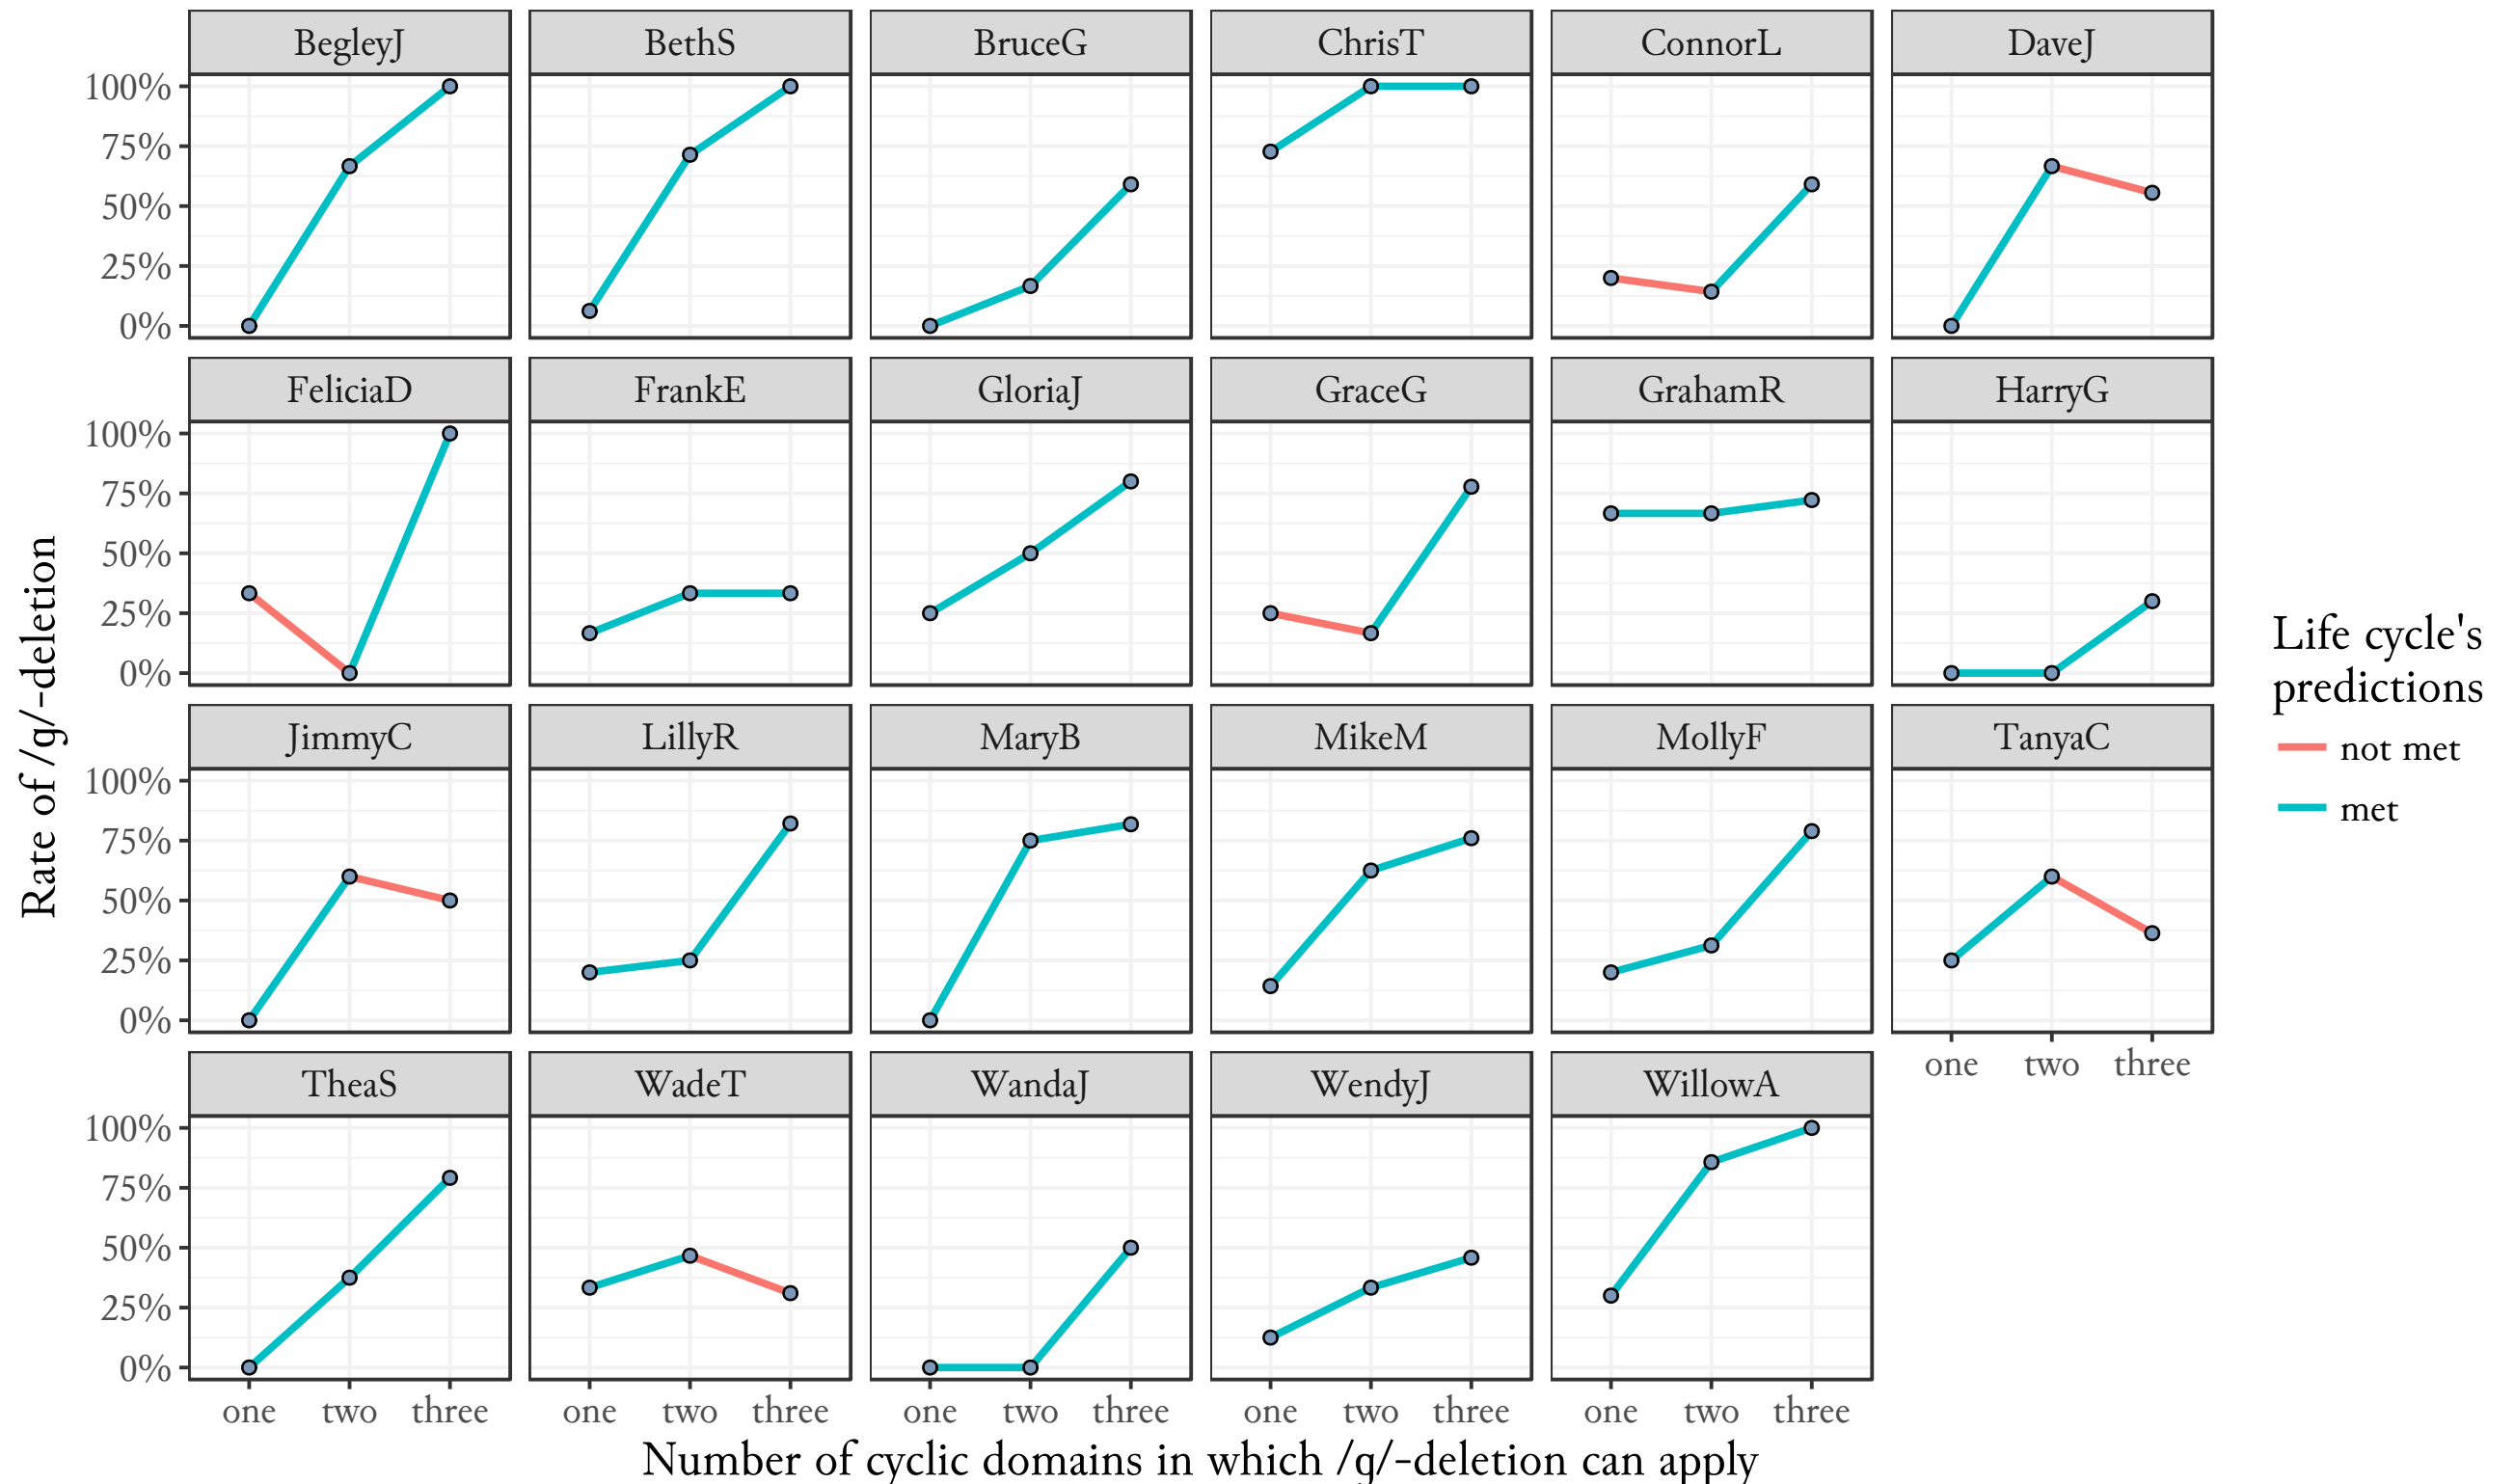 BegleyJ BethS BruceG ChrisT ConnorL DaveJ
100%
75%
50%
25%
0%
FeliciaD FrankE GloriaJ GraceG GrahamR HarryG
100%
75%
50%
25%
0%
JimmyC LillyR MaryB MikeM MollyF TanyaC
100%
75%
50%
25%
0%
one two three
TheaS WadeT WandaJ WendyJ WillowA
100%
75%
50%
25%
0%
one two three one two three one two three one two three one two three
Number of cyclic domains in which /g/-deletion can apply
Rate of /g/-deletion
Life cycle's
predictions
not met
met